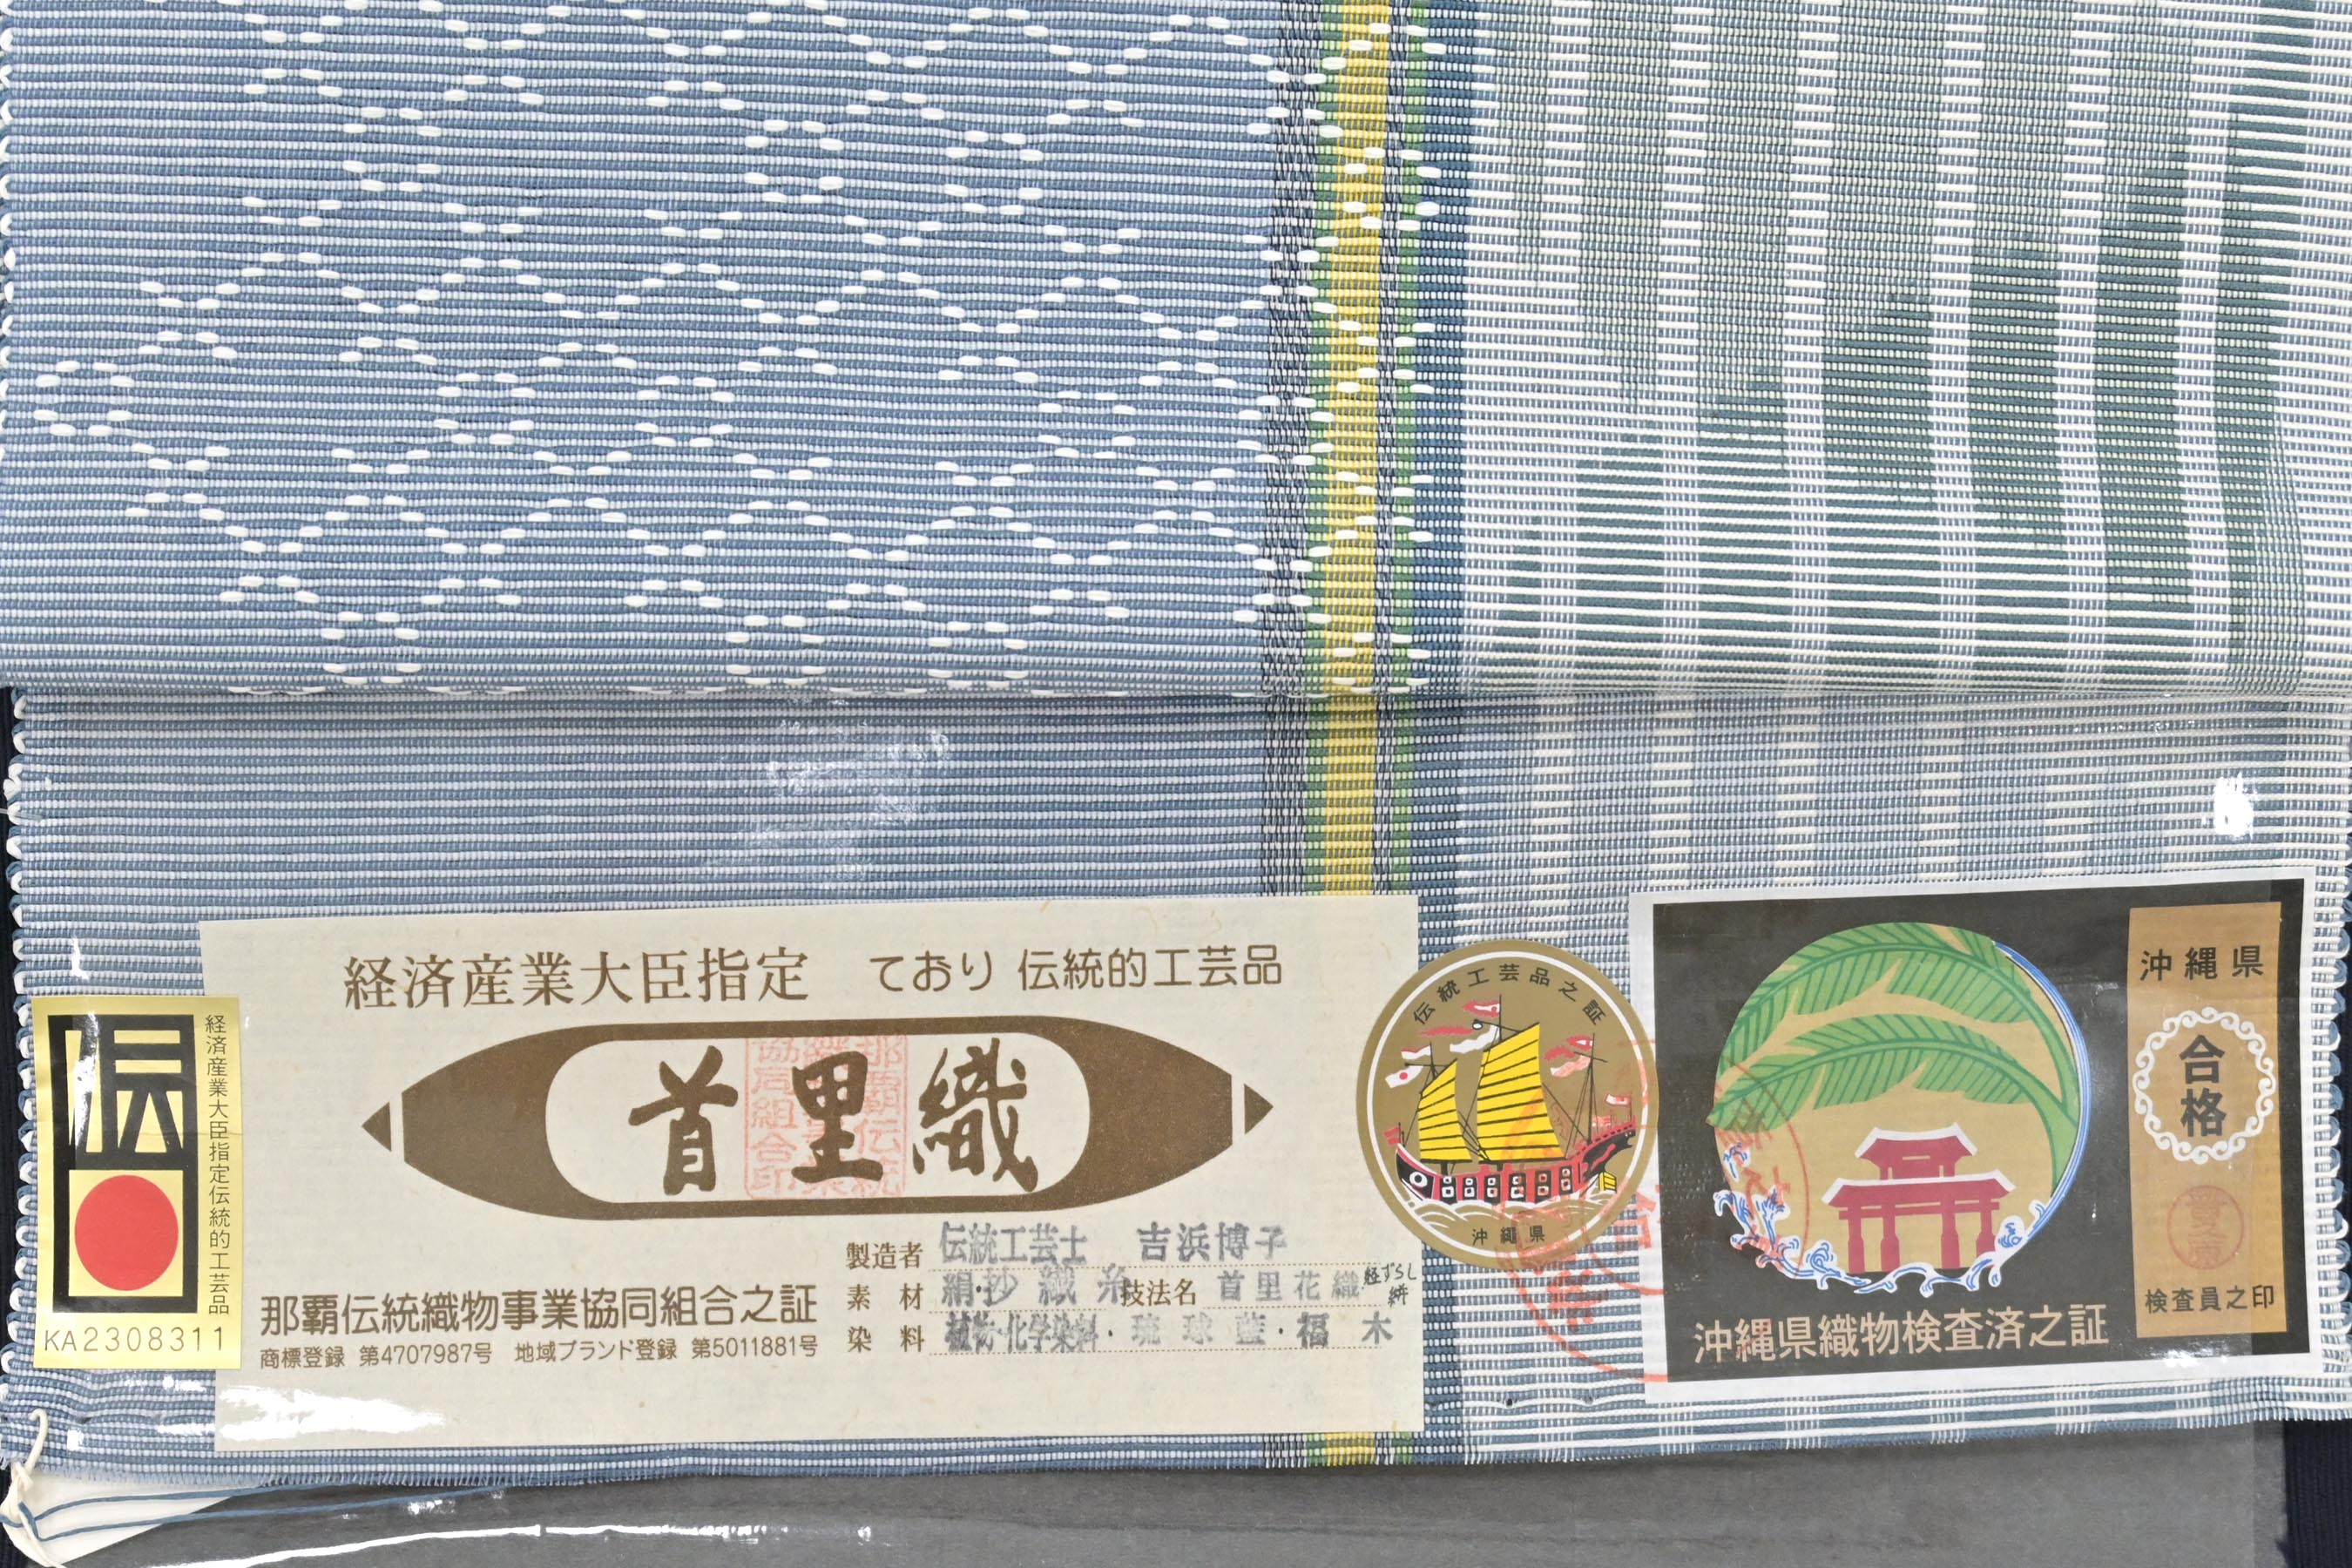 伝
経済産業大臣指定伝統的工芸品
KA2308311
経済産業大臣指定 ており 伝統的工芸品
首里織
那覇伝統織物事業協同組合之証
商標登録 第4707987号 地域ブランド登録 第5011881号
製造者 伝統工芸士 吉浜博子
素材 絹・抄織糸 技法名 首里花織 経ずらし絣
染料 植物・化学染料・琉球藍・福木
伝統工芸品之証
沖縄県
沖縄県織物検査済之証
沖縄県
合格
検査員之印